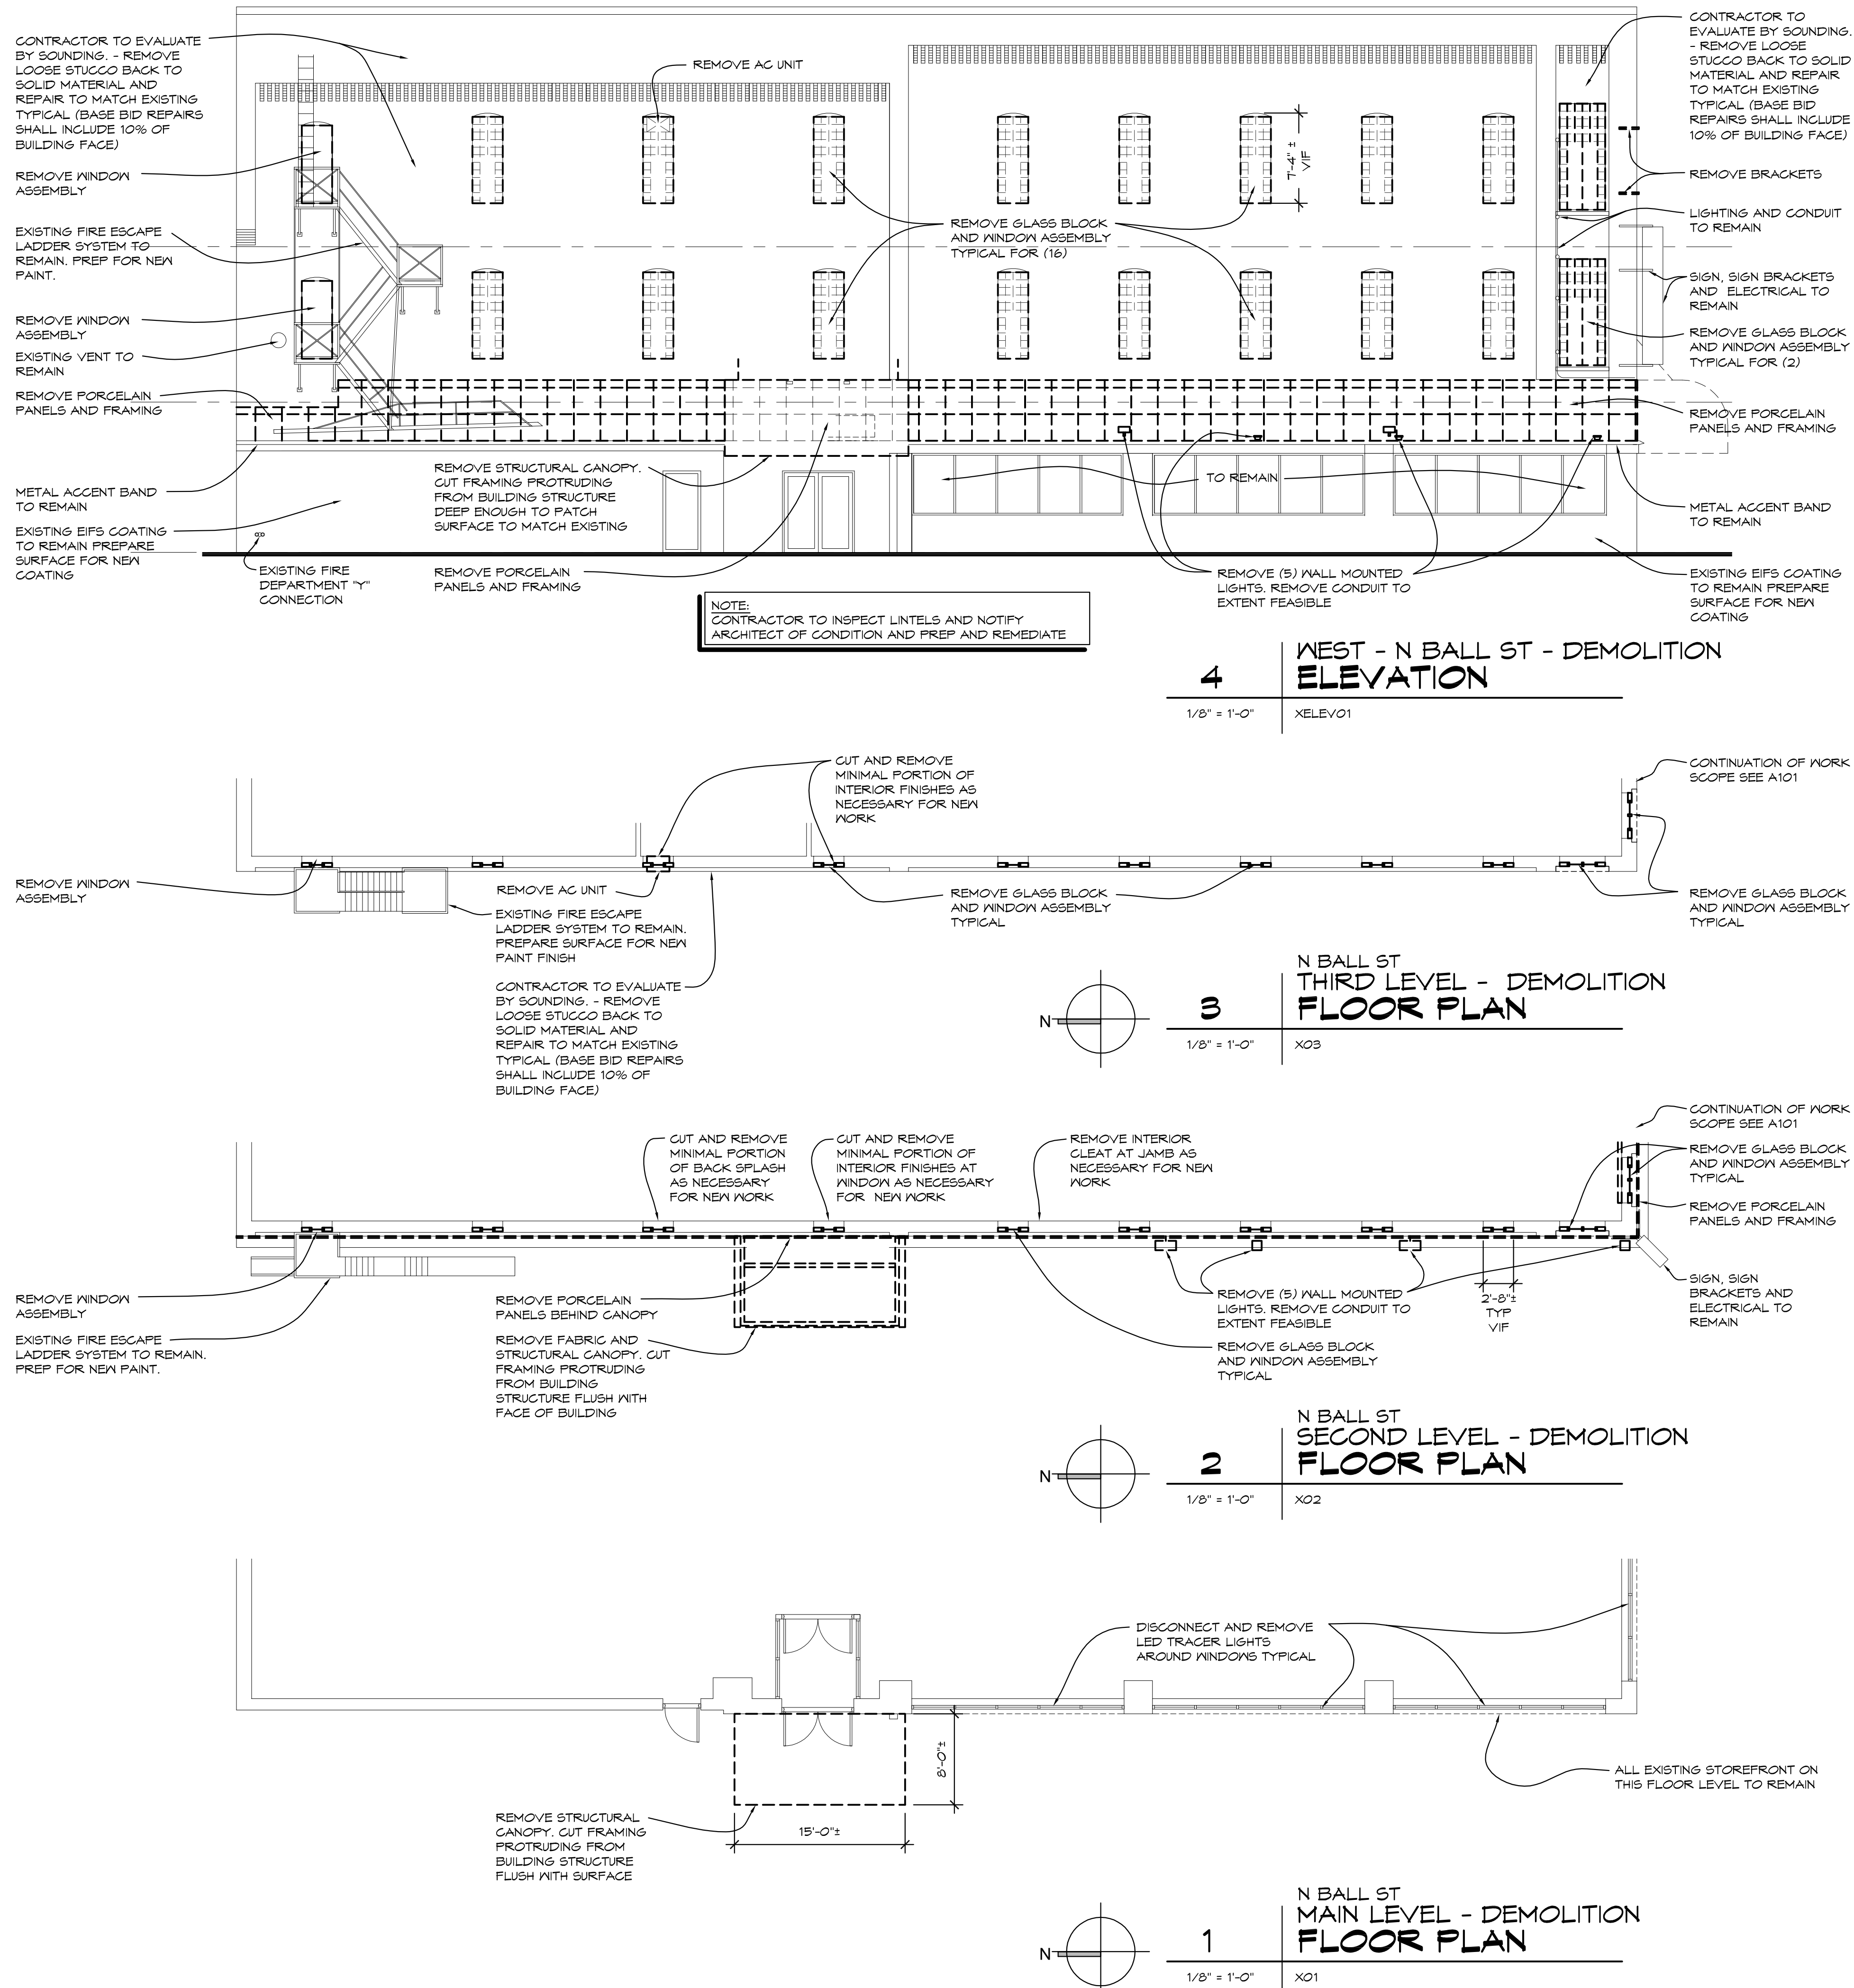 CONTRACTOR TO EVALUATE
BY SOUNDING. - REMOVE
LOOSE STUCCO BACK TO
SOLID MATERIAL AND
REPAIR TO MATCH EXISTING
TYPICAL (BASE BID REPAIRS
SHALL INCLUDE 10% OF
BUILDING FACE)
REMOVE WINDOW
ASSEMBLY
EXISTING FIRE ESCAPE
LADDER SYSTEM TO
REMAIN. PREP FOR NEW
PAINT.
REMOVE WINDOW
ASSEMBLY
EXISTING VENT TO
REMAIN
REMOVE PORCELAIN
PANELS AND FRAMING
METAL ACCENT BAND
TO REMAIN
EXISTING EIFS COATING
TO REMAIN PREPARE
SURFACE FOR NEW
COATING
EXISTING FIRE
DEPARTMENT "Y"
CONNECTION
REMOVE AC UNIT
7'-4" ±
VIF
REMOVE GLASS BLOCK
AND WINDOW ASSEMBLY
TYPICAL FOR (16)
REMOVE STRUCTURAL CANOPY.
CUT FRAMING PROTRUDING
FROM BUILDING STRUCTURE
DEEP ENOUGH TO PATCH
SURFACE TO MATCH EXISTING
REMOVE PORCELAIN
PANELS AND FRAMING
TO REMAIN
REMOVE (5) WALL MOUNTED
LIGHTS. REMOVE CONDUIT TO
EXTENT FEASIBLE
CONTRACTOR TO
EVALUATE BY SOUNDING.
- REMOVE LOOSE
STUCCO BACK TO SOLID
MATERIAL AND REPAIR
TO MATCH EXISTING
TYPICAL (BASE BID
REPAIRS SHALL INCLUDE
10% OF BUILDING FACE)
REMOVE BRACKETS
LIGHTING AND CONDUIT
TO REMAIN
SIGN, SIGN BRACKETS
AND ELECTRICAL TO
REMAIN
REMOVE GLASS BLOCK
AND WINDOW ASSEMBLY
TYPICAL FOR (2)
REMOVE PORCELAIN
PANELS AND FRAMING
METAL ACCENT BAND
TO REMAIN
EXISTING EIFS COATING
TO REMAIN PREPARE
SURFACE FOR NEW
COATING
NOTE:
CONTRACTOR TO INSPECT LINTELS AND NOTIFY
ARCHITECT OF CONDITION AND PREP AND REMEDIATE
4
WEST - N BALL ST - DEMOLITION
ELEVATION
1/8" = 1'-0"
XELEV01
CUT AND REMOVE
MINIMAL PORTION OF
INTERIOR FINISHES AS
NECESSARY FOR NEW
WORK
CONTINUATION OF WORK
SCOPE SEE A101
REMOVE WINDOW
ASSEMBLY
REMOVE AC UNIT
EXISTING FIRE ESCAPE
LADDER SYSTEM TO REMAIN.
PREPARE SURFACE FOR NEW
PAINT FINISH
CONTRACTOR TO EVALUATE
BY SOUNDING. - REMOVE
LOOSE STUCCO BACK TO
SOLID MATERIAL AND
REPAIR TO MATCH EXISTING
TYPICAL (BASE BID REPAIRS
SHALL INCLUDE 10% OF
BUILDING FACE)
REMOVE GLASS BLOCK
AND WINDOW ASSEMBLY
TYPICAL
REMOVE GLASS BLOCK
AND WINDOW ASSEMBLY
TYPICAL
N
3
N BALL ST
THIRD LEVEL - DEMOLITION
FLOOR PLAN
1/8" = 1'-0"
X03
CUT AND REMOVE
MINIMAL PORTION
OF BACK SPLASH
AS NECESSARY
FOR NEW WORK
CUT AND REMOVE
MINIMAL PORTION OF
INTERIOR FINISHES AT
WINDOW AS NECESSARY
FOR NEW WORK
REMOVE INTERIOR
CLEAT AT JAMB AS
NECESSARY FOR NEW
WORK
CONTINUATION OF WORK
SCOPE SEE A101
REMOVE GLASS BLOCK
AND WINDOW ASSEMBLY
TYPICAL
REMOVE PORCELAIN
PANELS AND FRAMING
REMOVE WINDOW
ASSEMBLY
EXISTING FIRE ESCAPE
LADDER SYSTEM TO REMAIN.
PREP FOR NEW PAINT.
REMOVE PORCELAIN
PANELS BEHIND CANOPY
REMOVE FABRIC AND
STRUCTURAL CANOPY. CUT
FRAMING PROTRUDING
FROM BUILDING
STRUCTURE FLUSH WITH
FACE OF BUILDING
REMOVE (5) WALL MOUNTED
LIGHTS. REMOVE CONDUIT TO
EXTENT FEASIBLE
REMOVE GLASS BLOCK
AND WINDOW ASSEMBLY
TYPICAL
2'-8"±
TYP
VIF
SIGN, SIGN
BRACKETS AND
ELECTRICAL TO
REMAIN
N
2
N BALL ST
SECOND LEVEL - DEMOLITION
FLOOR PLAN
1/8" = 1'-0"
X02
DISCONNECT AND REMOVE
LED TRACER LIGHTS
AROUND WINDOWS TYPICAL
8'-0"±
15'-0"±
ALL EXISTING STOREFRONT ON
THIS FLOOR LEVEL TO REMAIN
REMOVE STRUCTURAL
CANOPY. CUT FRAMING
PROTRUDING FROM
BUILDING STRUCTURE
FLUSH WITH SURFACE
N
1
N BALL ST
MAIN LEVEL - DEMOLITION
FLOOR PLAN
1/8" = 1'-0"
X01